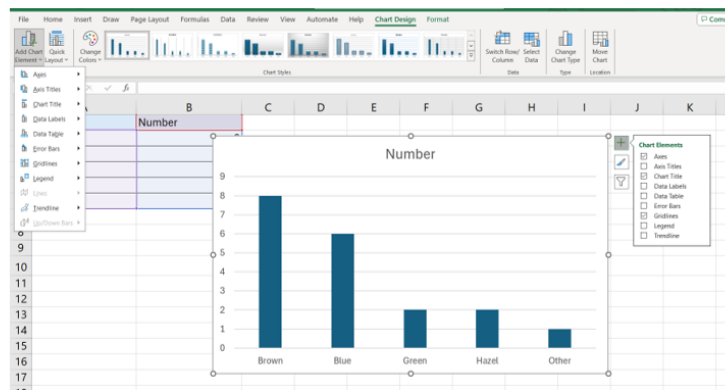 File Home Insert Draw Page Layout Formulas Data Review View Automate Help Chart Design Format
Add Chart Element Quick Layout Change Colors Switch Row/ Column Select Data Change Chart Type Move Chart
Chart Styles Data Type Location
Axes
Axis Titles
Chart Title
Data Labels
Data Table
Error Bars
Gridlines
Legend
Lines
Trendline
Up/Down Bars
fx
B C D E F G H I J K
Number
9
10
11
12
13
14
15
16
17
Number
9
8
7
6
5
4
3
2
1
0
Brown Blue Green Hazel Other
Chart Elements
Axes
Axis Titles
Chart Title
Data Labels
Data Table
Error Bars
Gridlines
Legend
Trendline